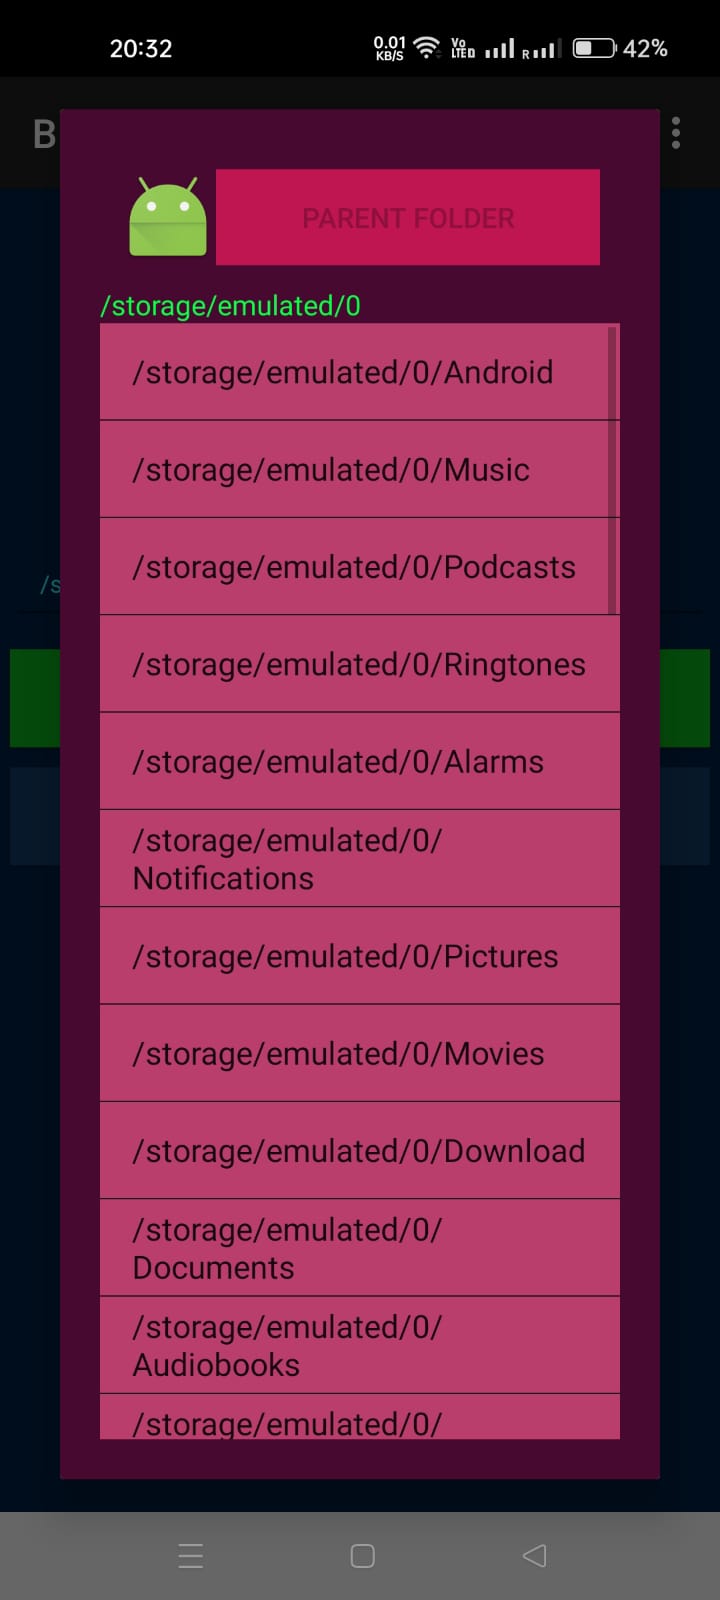 20:32
0.01
KB/S
Vo
LTED
R
42%
B
PARENT FOLDER
/storage/emulated/0
/storage/emulated/0/Android
/storage/emulated/0/Music
/storage/emulated/0/Podcasts
/s
/storage/emulated/0/Ringtones
/storage/emulated/0/Alarms
/storage/emulated/0/
Notifications
/storage/emulated/0/Pictures
/storage/emulated/0/Movies
/storage/emulated/0/Download
/storage/emulated/0/
Documents
/storage/emulated/0/
Audiobooks
/storage/emulated/0/